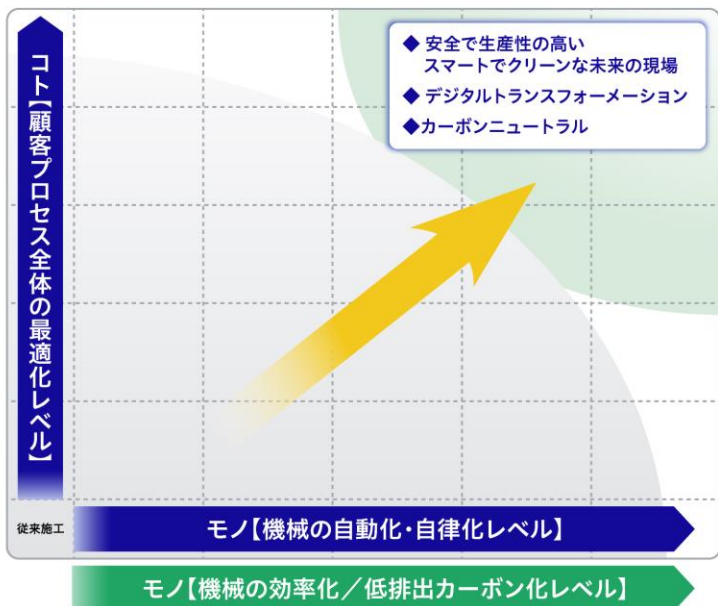 コト【顧客プロセス全体の最適化レベル】
◆ 安全で生産性の高い
スマートでクリーンな未来の現場
◆ デジタルトランスフォーメーション
◆カーボンニュートラル
従来施工
モノ【機械の自動化・自律化レベル】
モノ【機械の効率化／低排出カーボン化レベル】